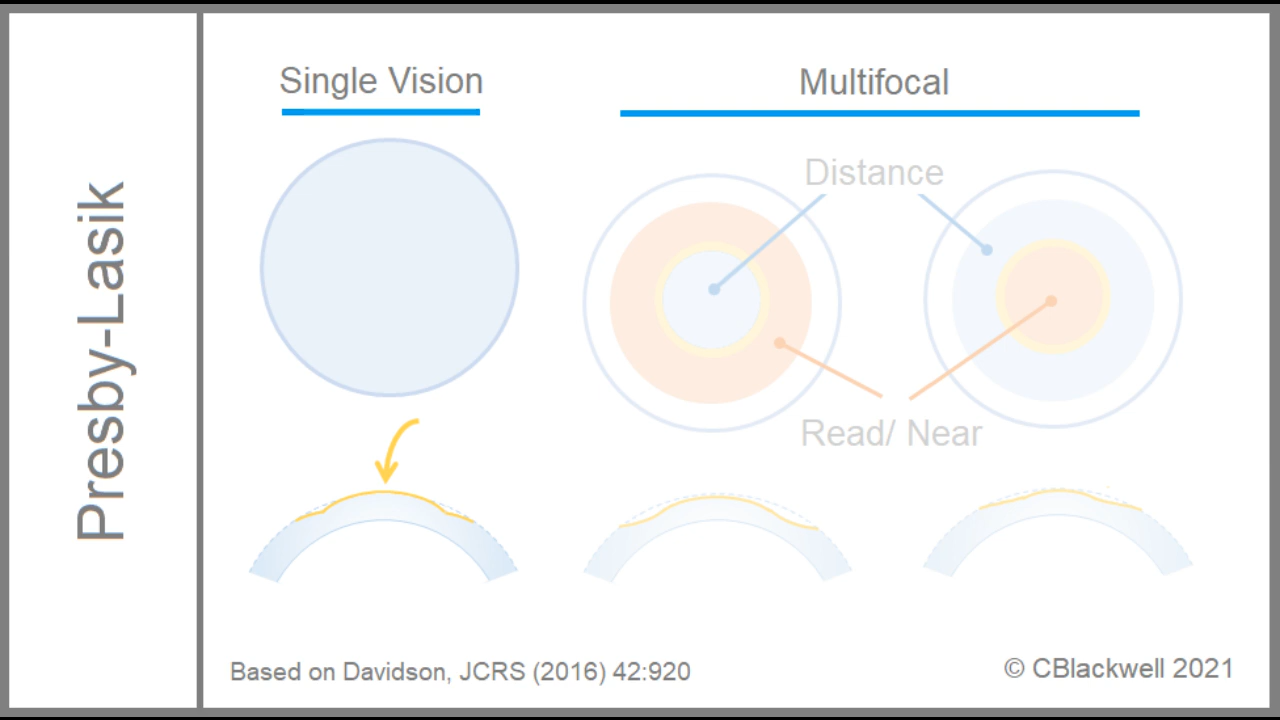 Presby-Lasik
Single Vision
Multifocal
Distance
Read/ Near
Based on Davidson, JCRS (2016) 42:920
© CBlackwell 2021